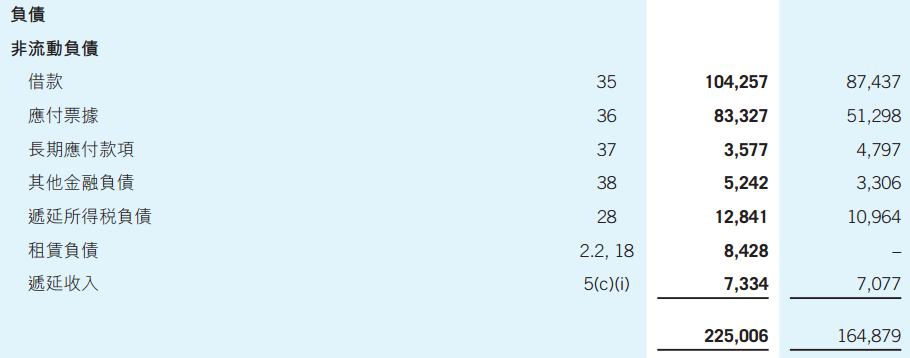 負債
非流動負債
借款 35 104,257 87,437
應付票據 36 83,327 51,298
長期應付款項 37 3,577 4,797
其他金融負債 38 5,242 3,306
遞延所得稅負債 28 12,841 10,964
租賃負債 2.2, 18 8,428 –
遞延收入 5(c)(i) 7,334 7,077
225,006 164,879